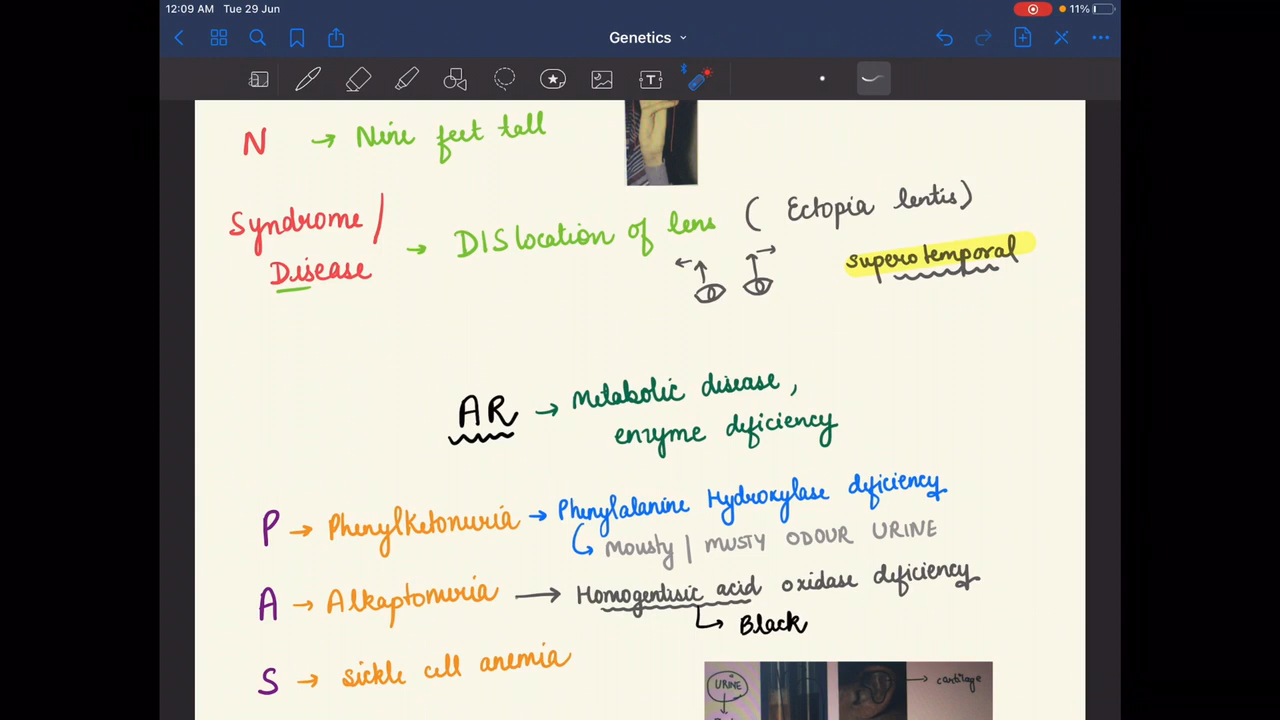 12:09 AM Tue 29 Jun
11%
Genetics
N → Nine feet tall
Syndrome / Disease → DISlocation of lens ( Ectopia lentis)
superotemporal
AR → Metabolic disease,
enzyme deficiency
P → Phenylketonuria → Phenylalanine Hydroxylase deficiency
Mousty | MUSTY ODOUR URINE
A → Alkaptonuria → Homogentisic acid oxidase deficiency
Black
S → Sickle cell anemia
URINE
→ cartilage